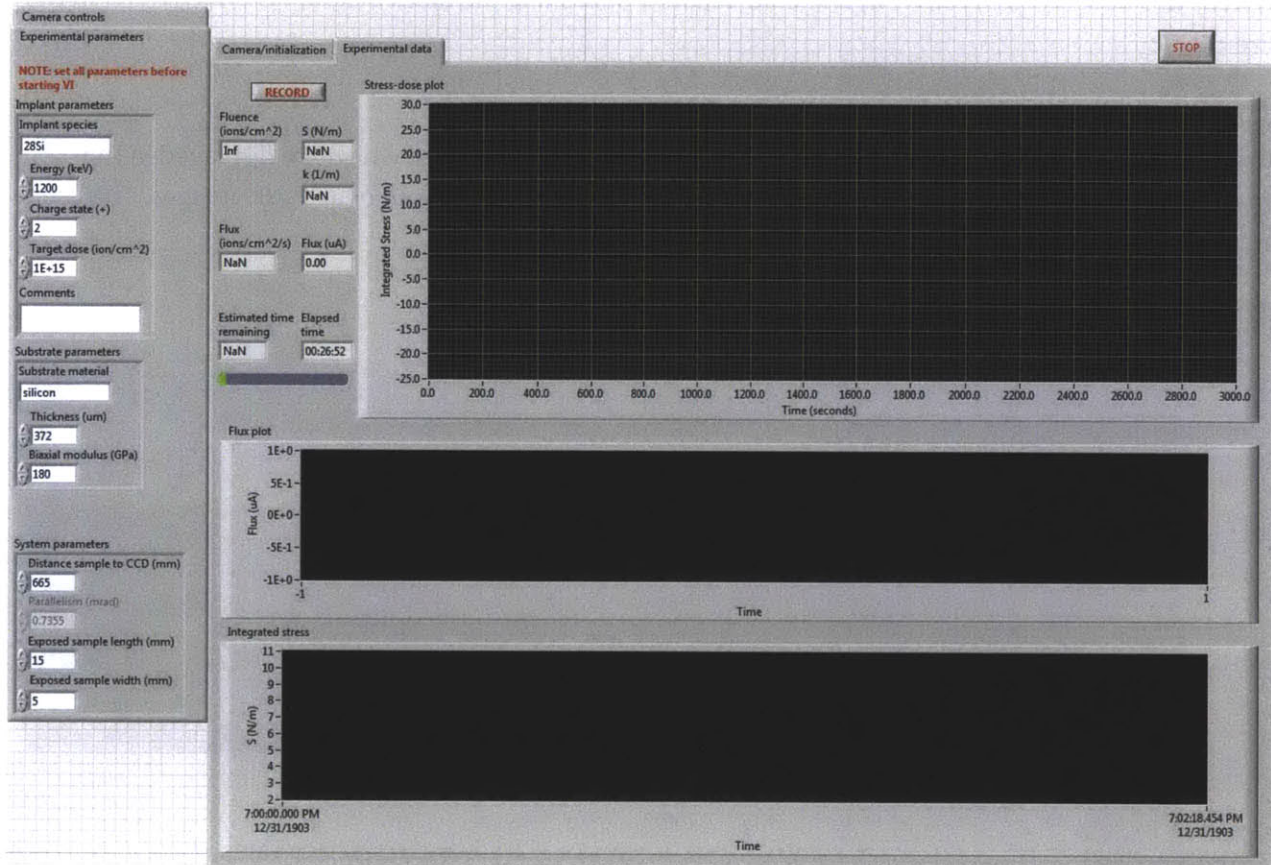 Camera controls
Experimental parameters
NOTE: set all parameters before
starting VI
Implant parameters
Implant species
28Si
Energy (keV)
1200
Charge state (+)
2
Target dose (ion/cm^2)
1E+15
Comments
Substrate parameters
Substrate material
silicon
Thickness (um)
372
Biaxial modulus (GPa)
180
System parameters
Distance sample to CCD (mm)
665
Parallelism (mrad)
0.7355
Exposed sample length (mm)
15
Exposed sample width (mm)
5
Camera/initialization
Experimental data
STOP
RECORD
Fluence
(ions/cm^2)
S (N/m)
Inf
NaN
k (1/m)
NaN
Flux
(ions/cm^2/s)
Flux (uA)
NaN
0.00
Estimated time
remaining
Elapsed
time
NaN
00:26:52
Stress-dose plot
30.0
25.0
20.0
15.0
10.0
5.0
0.0
-5.0
-10.0
-15.0
-20.0
-25.0
Integrated Stress (N/m)
0.0 200.0 400.0 600.0 800.0 1000.0 1200.0 1400.0 1600.0 1800.0 2000.0 2200.0 2400.0 2600.0 2800.0 3000.0
Time (seconds)
Flux plot
1E+0
5E-1
0E+0
-5E-1
-1E+0
Flux (uA)
-1 1
Time
Integrated stress
11
10
9
8
7
6
5
4
3
2
S (N/m)
7:00:00.000 PM
12/31/1903
7:02:18.454 PM
12/31/1903
Time